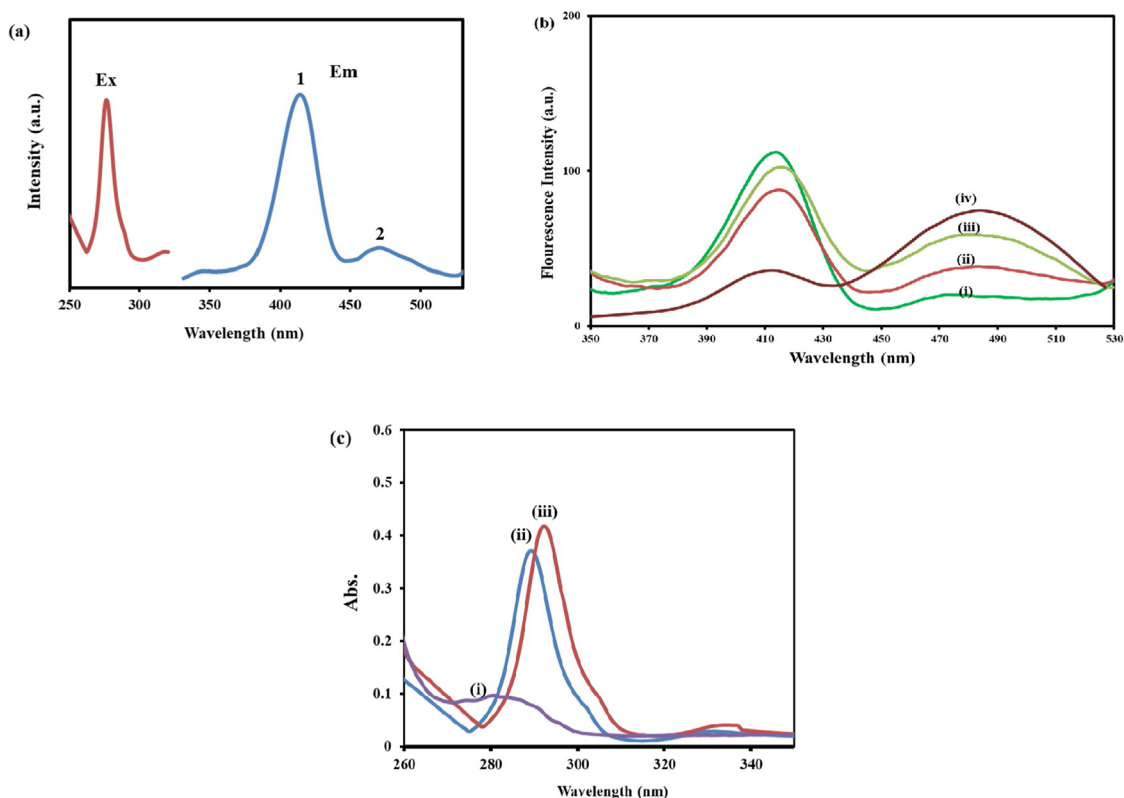 (a)
Ex
1
Em
2
Intensity (a.u.)
250 300 350 400 450 500
Wavelength (nm)
(b)
200
100
0
Flourescence Intensity (a.u.)
(iv)
(iii)
(ii)
(i)
350 370 390 410 430 450 470 490 510 530
Wavelength (nm)
(c)
0.6
0.5
0.4
0.3
0.2
0.1
0
Abs.
(iii)
(ii)
(i)
260 280 300 320 340
Wavelength (nm)